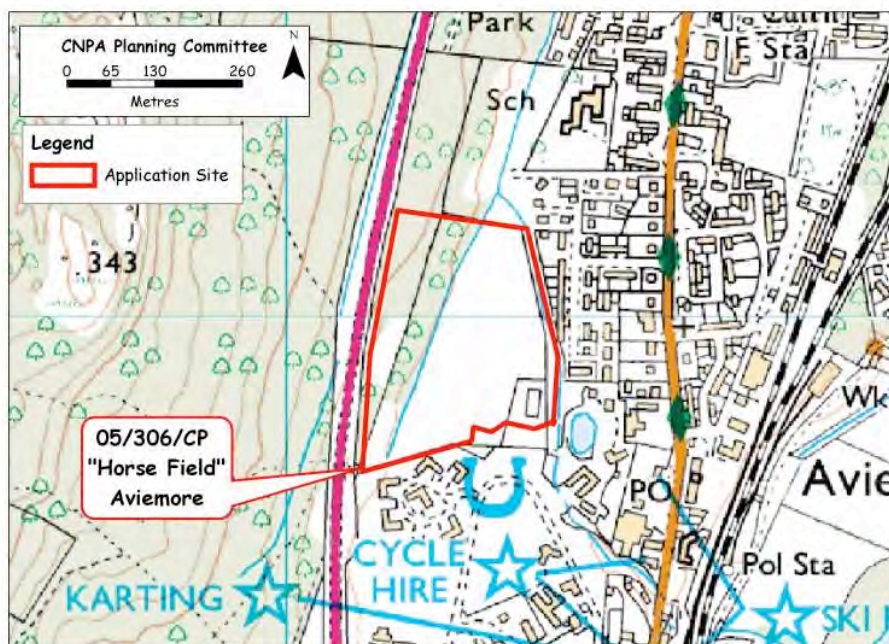 CNPA Planning Committee
N
0 65 130 260
Metres
Legend
Application Site
Park
Sch
Sta
343
05/306/CP
"Horse Field"
Aviemore
PO
Wk
Avie
CYCLE
HIRE
Pol Sta
KARTING
SKI